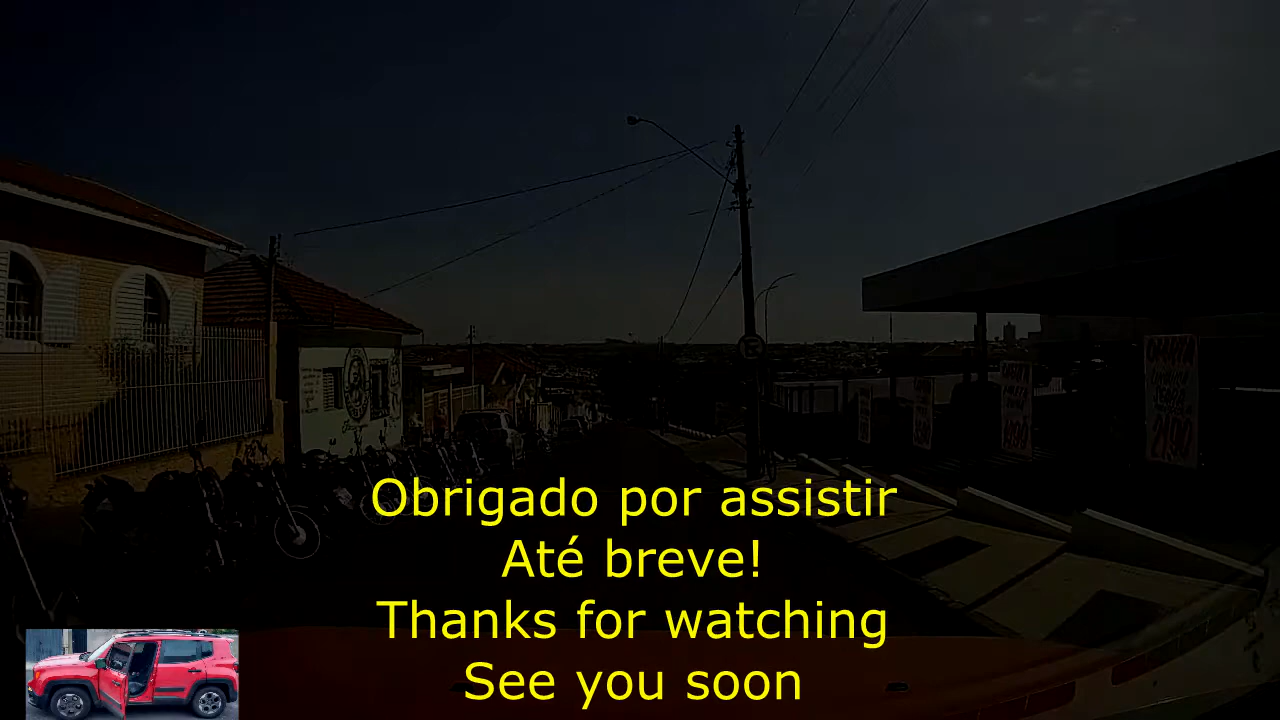 Obrigado por assistir
Até breve!
Thanks for watching
See you soon